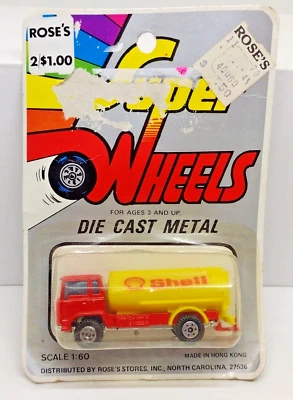 ROSE'S
2/$1.00
ROSE'S
Super
WHEELS
FOR AGES 3 AND UP.
DIE CAST METAL
Shell
SCALE 1:60
MADE IN HONG KONG
DISTRIBUTED BY ROSE'S STORES, INC., NORTH CAROLINA, 27536